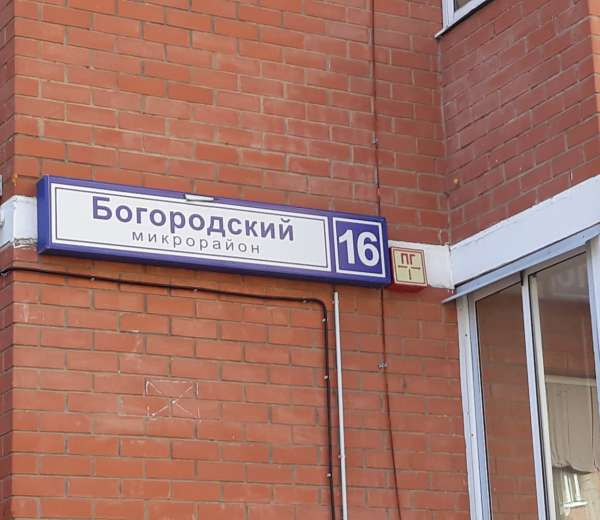 Богородский
микрорайон
16
ПГ